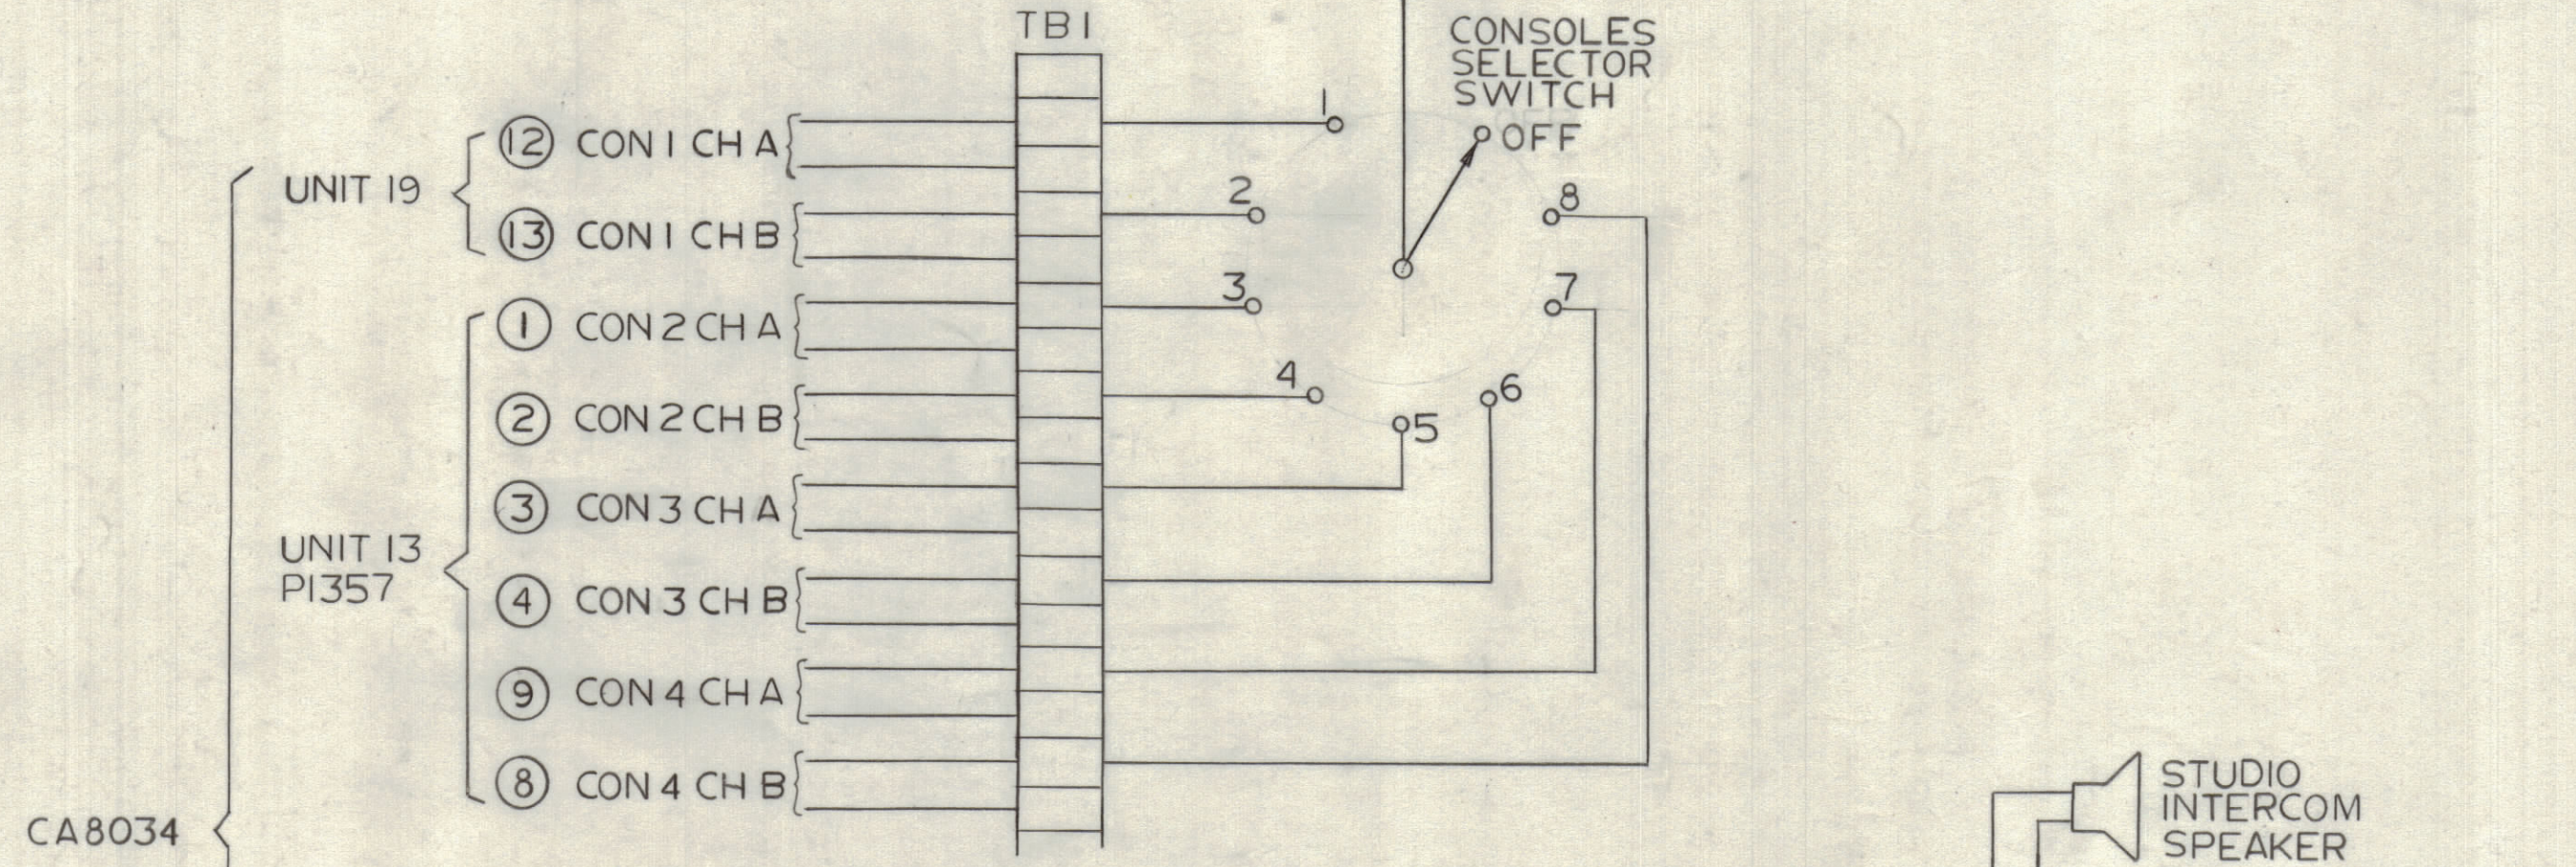 TB1
CONSOLES
SELECTOR
SWITCH
OFF
1
2
3
4
5
6
7
8
UNIT 19
12 CON 1 CH A
13 CON 1 CH B
UNIT 13
P1357
1 CON 2 CH A
2 CON 2 CH B
3 CON 3 CH A
4 CON 3 CH B
9 CON 4 CH A
8 CON 4 CH B
CA8034
STUDIO
INTERCOM
SPEAKER